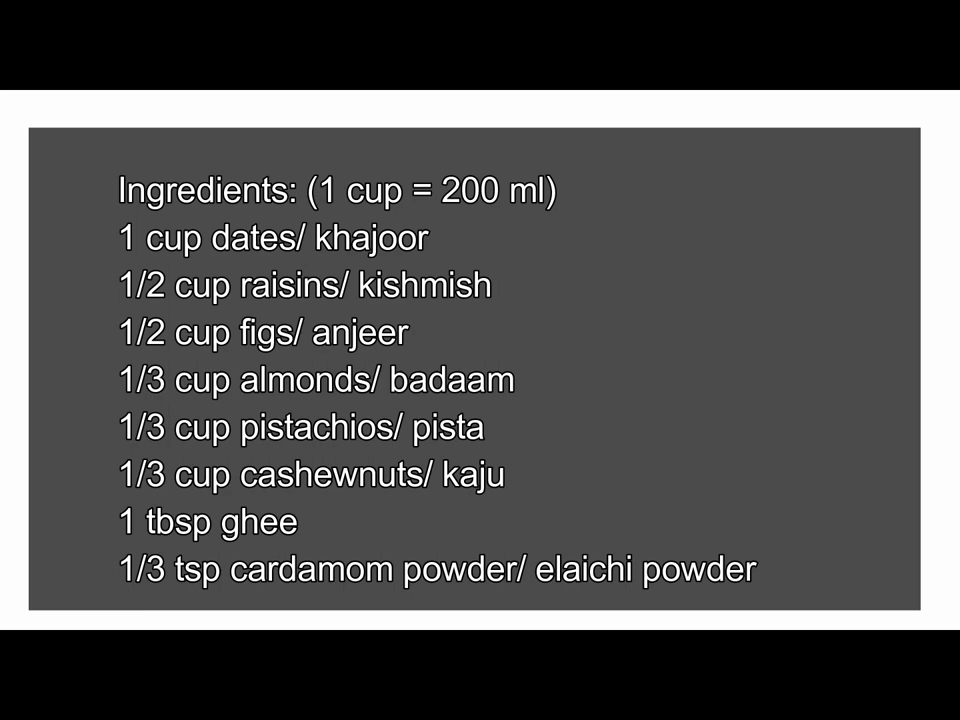 Ingredients: (1 cup = 200 ml)
1 cup dates/ khajoor
1/2 cup raisins/ kishmish
1/2 cup figs/ anjeer
1/3 cup almonds/ badaam
1/3 cup pistachios/ pista
1/3 cup cashewnuts/ kaju
1 tbsp ghee
1/3 tsp cardamom powder/ elaichi powder